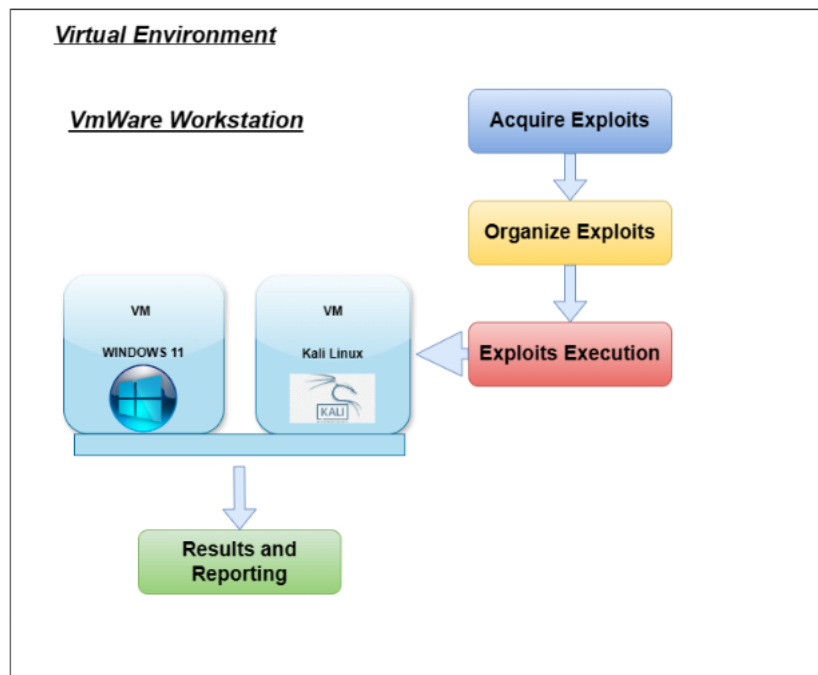 Virtual Environment
VmWare Workstation
Acquire Exploits
Organize Exploits
Exploits Execution
VM
WINDOWS 11
VM
Kali Linux
KALI
Results and
Reporting